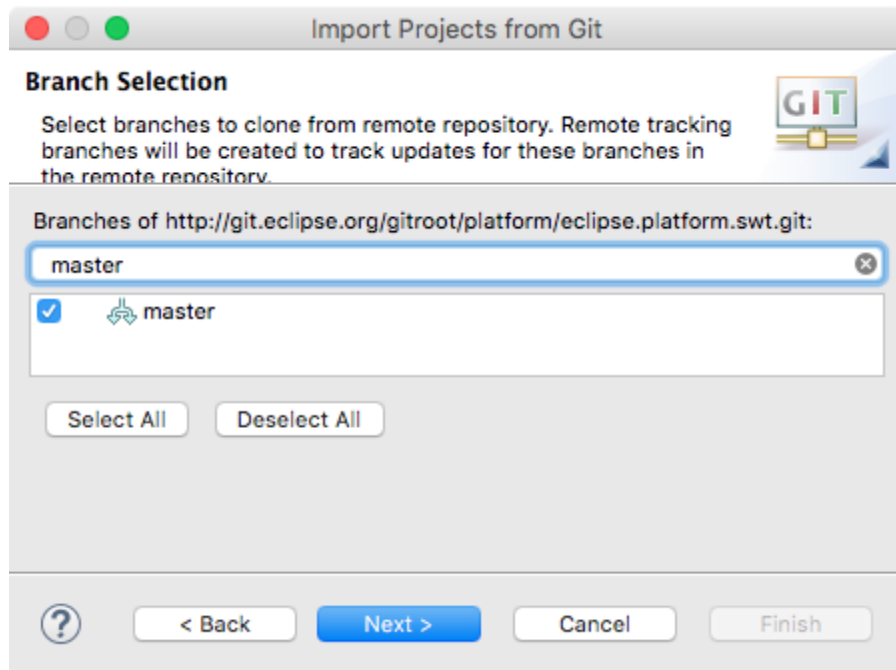 Import Projects from Git
Branch Selection
GIT
Select branches to clone from remote repository. Remote tracking
branches will be created to track updates for these branches in
the remote repository.
Branches of http://git.eclipse.org/gitroot/platform/eclipse.platform.swt.git:
master
master
Select All Deselect All
? < Back Next > Cancel Finish